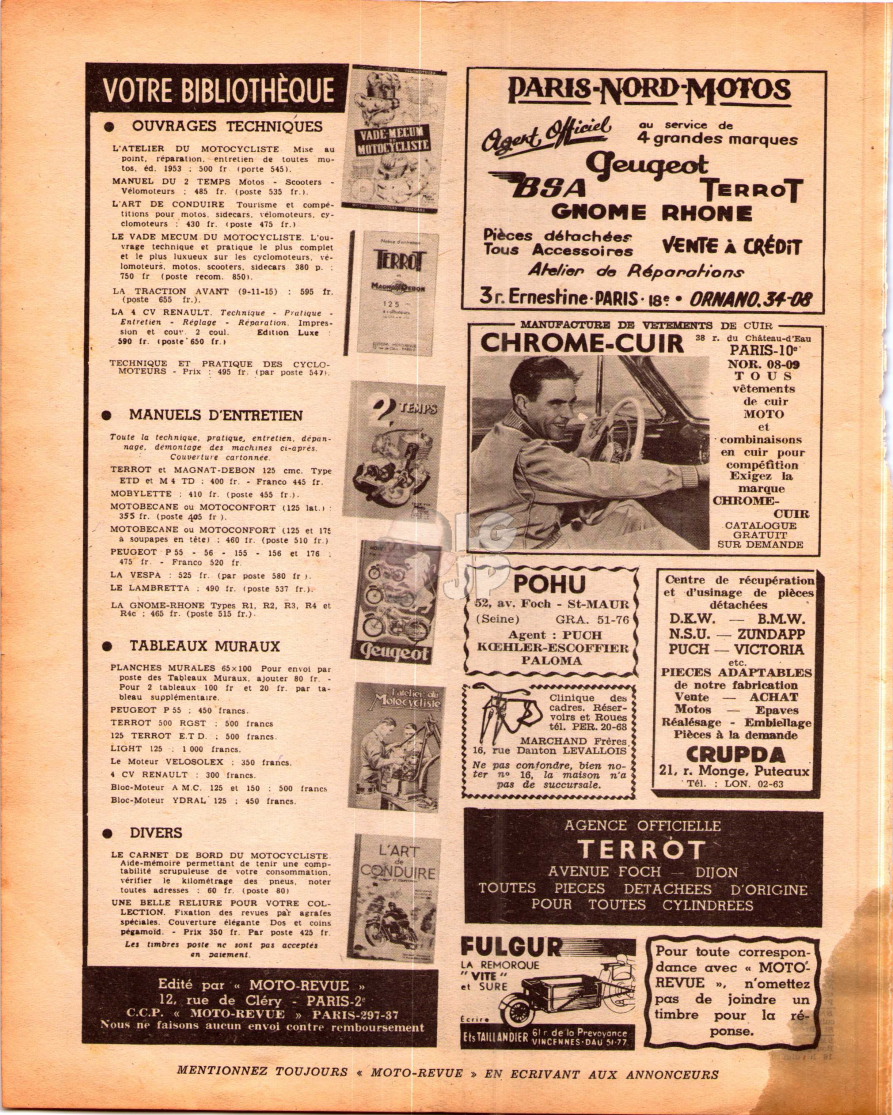 VOTRE BIBLIOTHÈQUE
● OUVRAGES TECHNIQUES
L'ATELIER DU MOTOCYCLISTE Mise au
point, réparation, entretien de toutes mo-
tos, éd. 1953 : 500 fr (porte 545).
MANUEL DU 2 TEMPS Motos - Scooters -
Vélomoteurs : 485 fr. (poste 535 fr.).
L'ART DE CONDUIRE Tourisme et compé-
titions pour motos, sidecars, vélomoteurs, cy-
clomoteurs : 430 fr. (poste 475 fr.)
LE VADE MECUM DU MOTOCYCLISTE. L'ou-
vrage technique et pratique le plus complet
et le plus luxueux sur les cyclomoteurs, vé-
lomoteurs, motos, scooters, sidecars 380 p. :
750 fr (poste recom. 850).
LA TRACTION AVANT (9-11-15) : 595 fr.
(poste 655 fr.).
LA 4 CV RENAULT. Technique - Pratique -
Entretien - Réglage - Réparation. Impres-
sion et couv. 2 coul. Edition Luxe :
590 fr. (poste 650 fr.)
TECHNIQUE ET PRATIQUE DES CYCLO-
MOTEURS - Prix : 495 fr. (par poste 547).
● MANUELS D'ENTRETIEN
Toute la technique, pratique, entretien, dépan-
nage, démontage des machines ci-après.
Couverture cartonnée.
TERROT et MAGNAT-DEBON 125 cmc. Type
ETD et M 4 TD : 400 fr. - Franco 445 fr.
MOBYLETTE : 410 fr. (poste 455 fr.).
MOTOBECANE ou MOTOCONFORT (125 lat.) :
355 fr. (poste 405 fr.).
MOTOBECANE ou MOTOCONFORT (125 et 175
à soupapes en tête) : 460 fr. (poste 510 fr.)
PEUGEOT P 55 - 56 - 155 - 156 et 176 :
475 fr. - Franco 520 fr.
LA VESPA : 525 fr. (par poste 580 fr.).
LE LAMBRETTA : 490 fr. (poste 537 fr.).
LA GNOME-RHONE Types R1, R2, R3, R4 et
R4c : 465 fr. (poste 515 fr.).
● TABLEAUX MURAUX
PLANCHES MURALES 65×100 Pour envoi par
poste des Tableaux Muraux, ajouter 80 fr. -
Pour 2 tableaux 100 fr et 20 fr. par ta-
bleau supplémentaire.
PEUGEOT P 55 : 450 francs.
TERROT 500 RGST : 500 francs
125 TERROT E.T.D. : 500 francs.
LIGHT 125 : 1 000 francs.
Le Moteur VELOSOLEX : 350 francs.
4 CV RENAULT : 300 francs.
Bloc-Moteur A.M.C. 125 et 150 : 500 francs
Bloc-Moteur YDRAL 125 : 450 francs.
● DIVERS
LE CARNET DE BORD DU MOTOCYCLISTE.
Aide-mémoire permettant de tenir une comp-
tabilité scrupuleuse de votre consommation,
vérifier le kilométrage des pneus, noter
toutes adresses : 60 fr. (poste 80)
UNE BELLE RELIURE POUR VOTRE COL-
LECTION. Fixation des revues par agrafes
spéciales. Couverture élégante Dos et coins
pégamoïd. - Prix 350 fr. Par poste 425 fr.
Les timbres poste ne sont pas acceptés
en paiement.
Edité par « MOTO-REVUE »
12, rue de Cléry - PARIS-2e
C.C.P. « MOTO-REVUE » PARIS-297-37
Nous ne faisons aucun envoi contre remboursement
VADE-MECUM
MOTOCYCLISTE
TERROT
MAGNAT-DEBON
125
2 TEMPS
Peugeot
L'atelier du
Motocycliste
L'ART
de
CONDUIRE
PARIS-NORD-MOTOS
Agent Officiel
au service de
4 grandes marques
Peugeot
BSA TERROT
GNOME RHONE
Pièces détachées
Tous Accessoires
VENTE à CRÉDIT
Atelier de Réparations
3 r. Ernestine · PARIS · 18e • ORNANO. 34-08
MANUFACTURE DE VETEMENTS DE CUIR
CHROME-CUIR
38 r. du Château-d'Eau
PARIS-10e
NOR. 08-09
TOUS
vêtements
de cuir
MOTO
et
combinaisons
en cuir pour
compétition
Exigez la
marque
CHROME-
CUIR
CATALOGUE
GRATUIT
SUR DEMANDE
IG
JP
POHU
52, av. Foch - St-MAUR
(Seine) GRA. 51-76
Agent : PUCH
KŒHLER-ESCOFFIER
PALOMA
Clinique des
cadres. Réser-
voirs et Roues
tél. PER. 20-68
MARCHAND Frères
16, rue Danton LEVALLOIS
Ne pas confondre, bien no-
ter n° 16, la maison n'a
pas de succursale.
Centre de récupération
et d'usinage de pièces
détachées
D.K.W. — B.M.W.
N.S.U. — ZUNDAPP
PUCH — VICTORIA
etc.
PIECES ADAPTABLES
de notre fabrication
Vente — ACHAT
Motos — Epaves
Réalésage - Embiellage
Pièces à la demande
CRUPDA
21, r. Monge, Puteaux
Tél. : LON. 02-63
AGENCE OFFICIELLE
TERROT
AVENUE FOCH — DIJON
TOUTES PIECES DETACHEES D'ORIGINE
POUR TOUTES CYLINDREES
FULGUR
LA REMORQUE
"VITE"
et SURE
Écrire
Ets TAILLANDIER 61 r. de la Prevoyance
VINCENNES · DAU 51-77
Pour toute correspon-
dance avec « MOTO-
REVUE », n'omettez
pas de joindre un
timbre pour la ré-
ponse.
MENTIONNEZ TOUJOURS « MOTO-REVUE » EN ECRIVANT AUX ANNONCEURS